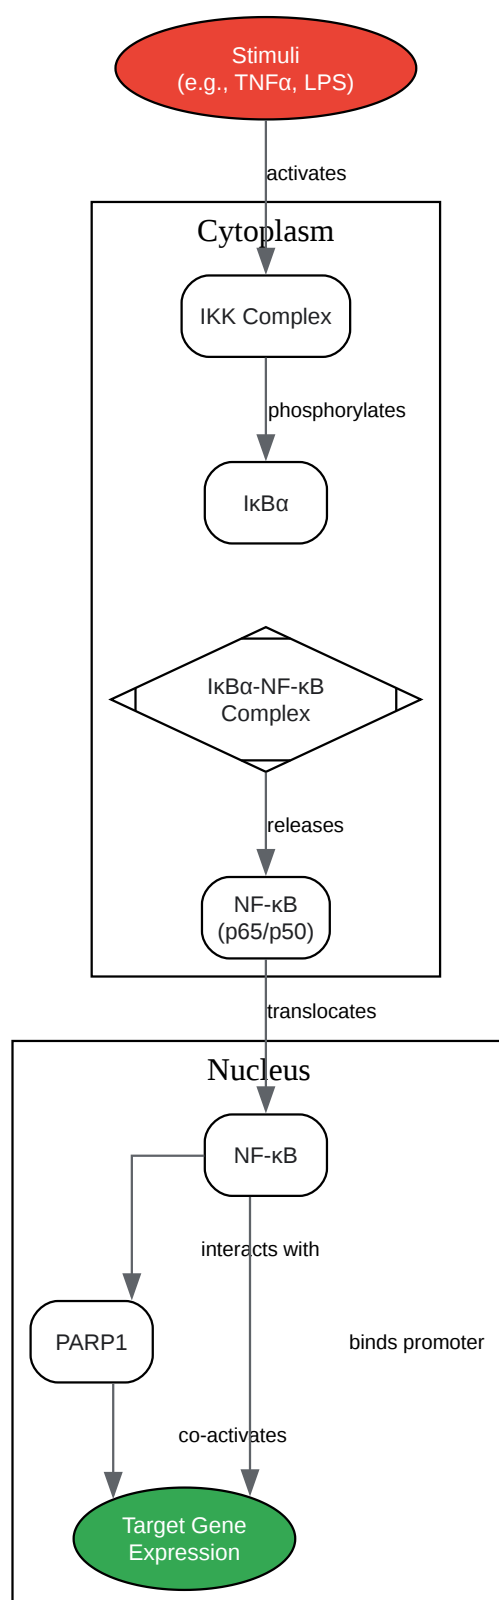 Stimuli
(e.g., TNFα, LPS)
activates
Cytoplasm
IKK Complex
phosphorylates
IκBα
IκBα-NF-κB
Complex
releases
NF-κB
(p65/p50)
translocates
Nucleus
NF-κB
interacts with
PARP1
binds promoter
co-activates
Target Gene
Expression